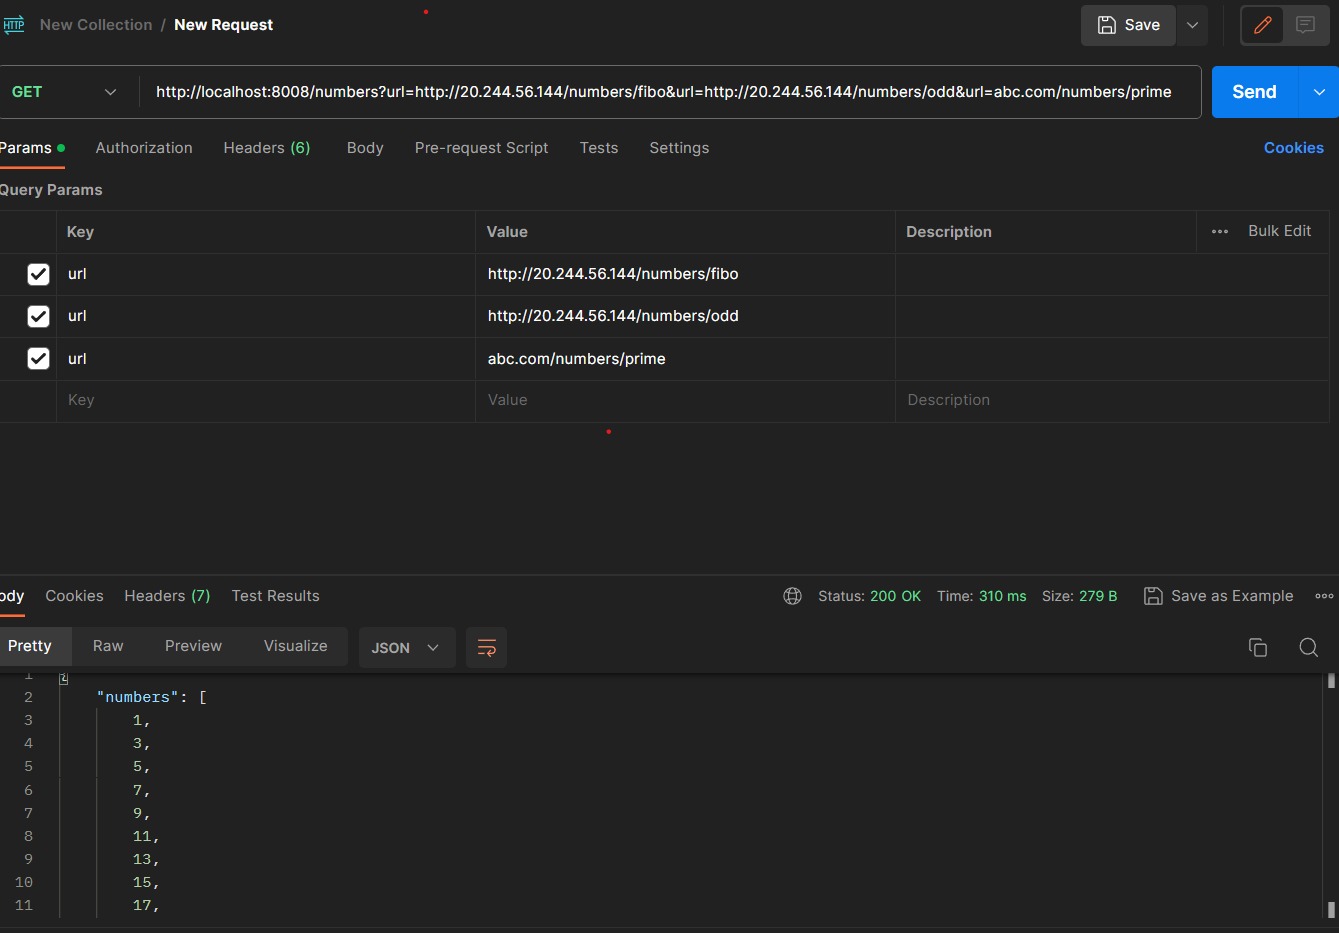 HTTP New Collection / New Request Save
GET http://localhost:8008/numbers?url=http://20.244.56.144/numbers/fibo&url=http://20.244.56.144/numbers/odd&url=abc.com/numbers/prime Send
Params Authorization Headers (6) Body Pre-request Script Tests Settings Cookies
Query Params
Key Value Description Bulk Edit
url http://20.244.56.144/numbers/fibo
url http://20.244.56.144/numbers/odd
url abc.com/numbers/prime
Key Value Description
ody Cookies Headers (7) Test Results Status: 200 OK Time: 310 ms Size: 279 B Save as Example
Pretty Raw Preview Visualize JSON
1 {
2 "numbers": [
3 1,
4 3,
5 5,
6 7,
7 9,
8 11,
9 13,
10 15,
11 17,